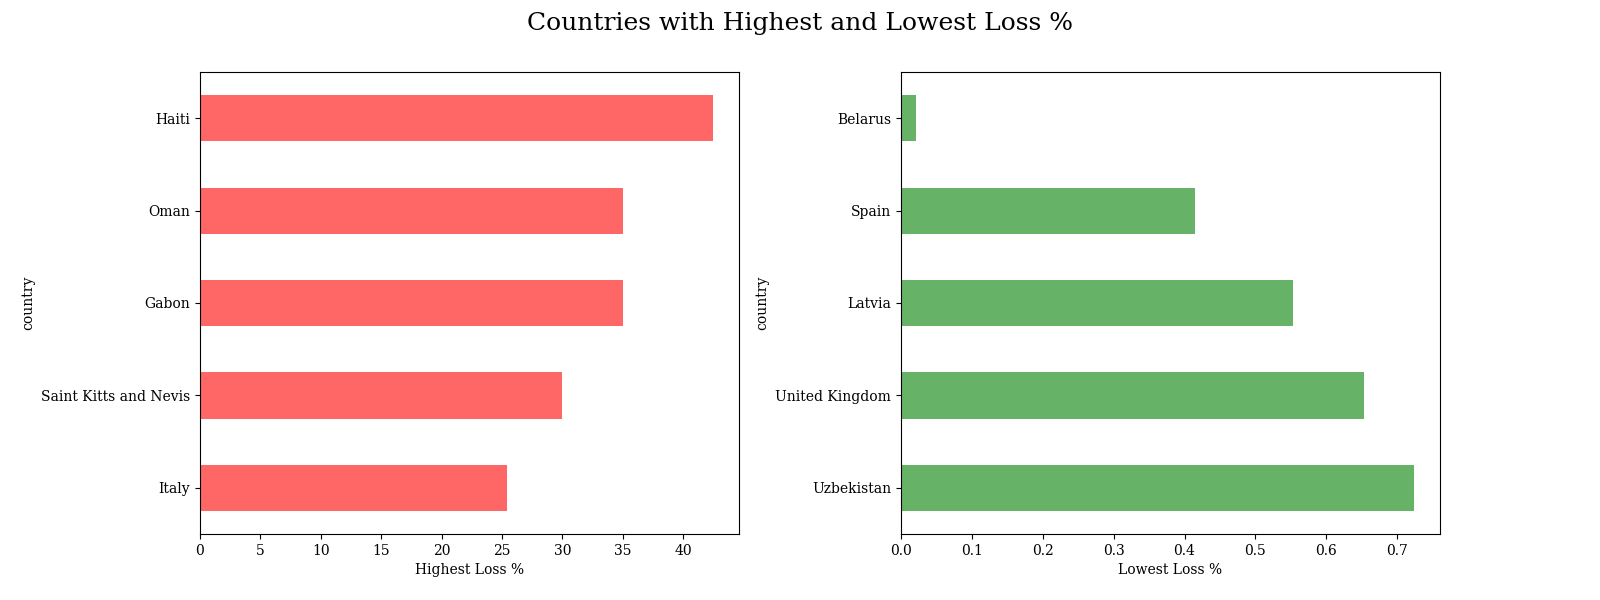 Countries with Highest and Lowest Loss %
country
Haiti
Oman
Gabon
Saint Kitts and Nevis
Italy
0 5 10 15 20 25 30 35 40
Highest Loss %
country
Belarus
Spain
Latvia
United Kingdom
Uzbekistan
0.0 0.1 0.2 0.3 0.4 0.5 0.6 0.7
Lowest Loss %